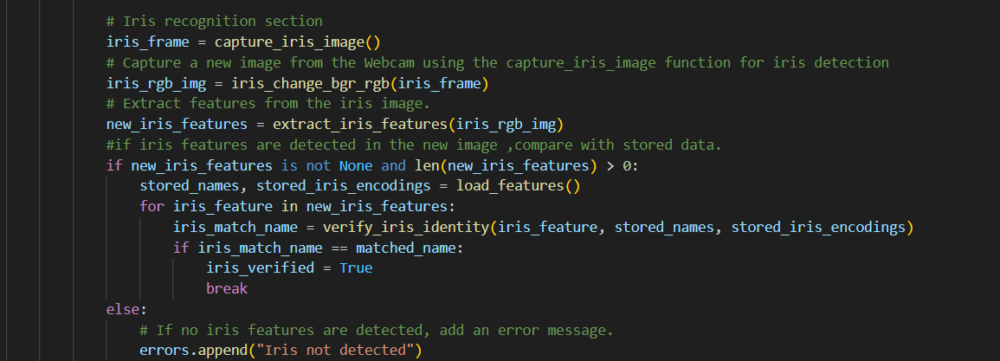 # Iris recognition section
iris_frame = capture_iris_image()
# Capture a new image from the Webcam using the capture_iris_image function for iris detection
iris_rgb_img = iris_change_bgr_rgb(iris_frame)
# Extract features from the iris image.
new_iris_features = extract_iris_features(iris_rgb_img)
#if iris features are detected in the new image ,compare with stored data.
if new_iris_features is not None and len(new_iris_features) > 0:
    stored_names, stored_iris_encodings = load_features()
    for iris_feature in new_iris_features:
        iris_match_name = verify_iris_identity(iris_feature, stored_names, stored_iris_encodings)
        if iris_match_name == matched_name:
            iris_verified = True
            break
else:
    # If no iris features are detected, add an error message.
    errors.append("Iris not detected")